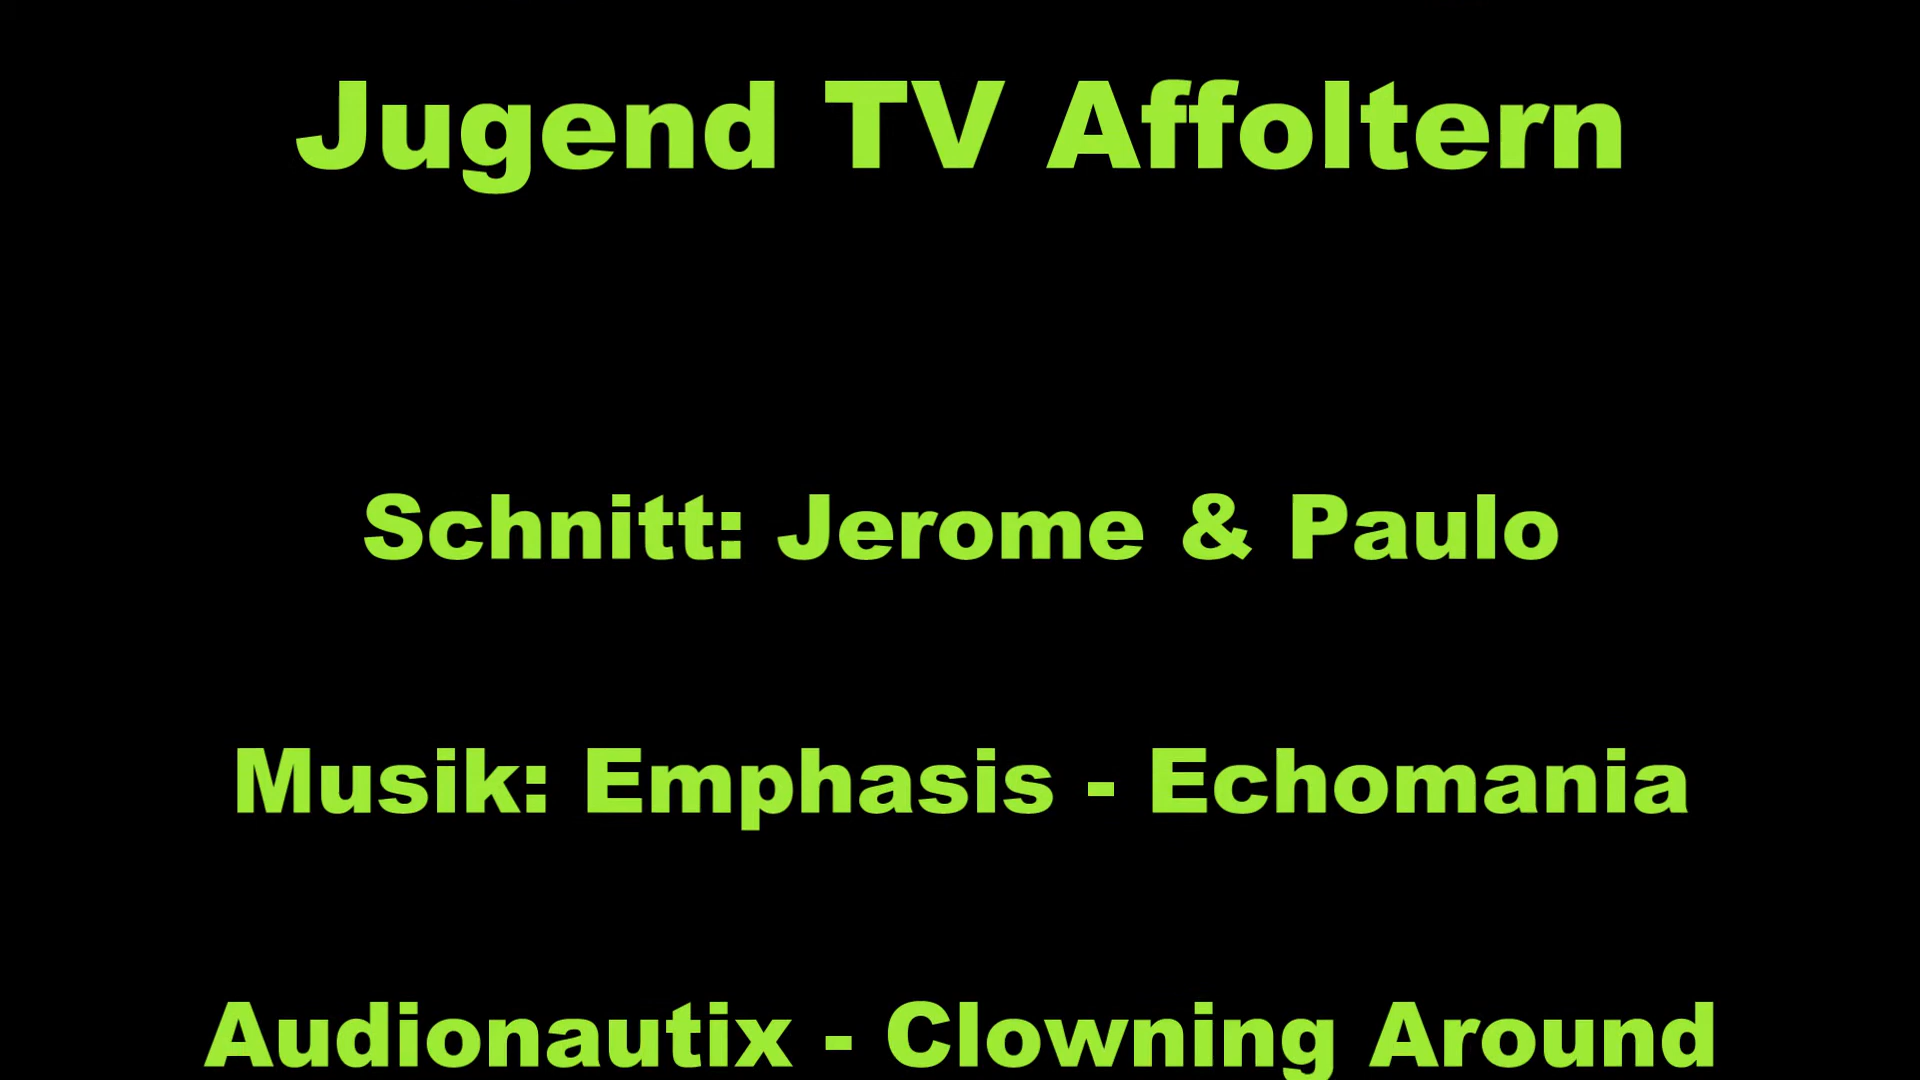 Jugend TV Affoltern
Schnitt: Jerome & Paulo
Musik: Emphasis - Echomania
Audionautix - Clowning Around